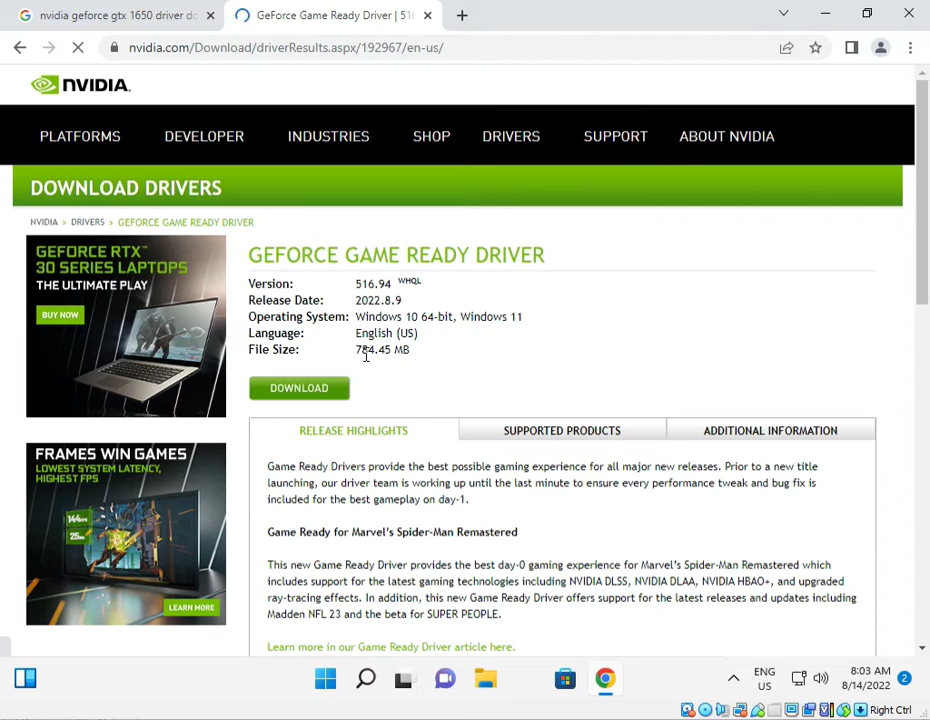 nvidia geforce gtx 1650 driver do
GeForce Game Ready Driver | 516
nvidia.com/Download/driverResults.aspx/192967/en-us/
NVIDIA.
PLATFORMS DEVELOPER INDUSTRIES SHOP DRIVERS SUPPORT ABOUT NVIDIA
DOWNLOAD DRIVERS
NVIDIA > DRIVERS > GEFORCE GAME READY DRIVER
GEFORCE RTX™
30 SERIES LAPTOPS
THE ULTIMATE PLAY
BUY NOW
GEFORCE GAME READY DRIVER
Version: 516.94 WHQL
Release Date: 2022.8.9
Operating System: Windows 10 64-bit, Windows 11
Language: English (US)
File Size: 784.45 MB
DOWNLOAD
RELEASE HIGHLIGHTS SUPPORTED PRODUCTS ADDITIONAL INFORMATION
FRAMES WIN GAMES
LOWEST SYSTEM LATENCY,
HIGHEST FPS
144
25
LEARN MORE
Game Ready Drivers provide the best possible gaming experience for all major new releases. Prior to a new title
launching, our driver team is working up until the last minute to ensure every performance tweak and bug fix is
included for the best gameplay on day-1.
Game Ready for Marvel's Spider-Man Remastered
This new Game Ready Driver provides the best day-0 gaming experience for Marvel's Spider-Man Remastered which
includes support for the latest gaming technologies including NVIDIA DLSS, NVIDIA DLAA, NVIDIA HBAO+, and upgraded
ray-tracing effects. In addition, this new Game Ready Driver offers support for the latest releases and updates including
Madden NFL 23 and the beta for SUPER PEOPLE.
Learn more in our Game Ready Driver article here.
ENG
US
8:03 AM
8/14/2022
2
Right Ctrl